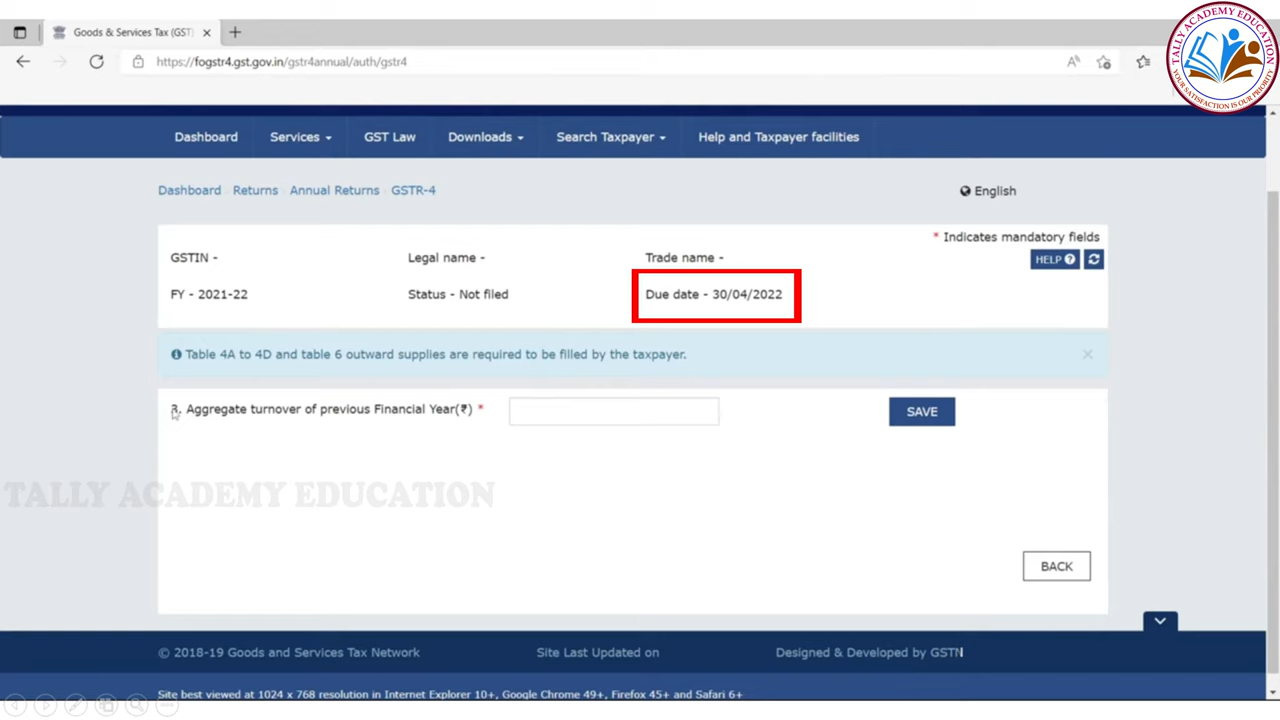 Goods & Services Tax (GST)
https://fogstr4.gst.gov.in/gstr4annual/auth/gstr4
TALLY ACADEMY EDUCATION
YOUR SATISFACTION IS OUR PRIORITY
Dashboard Services GST Law Downloads Search Taxpayer Help and Taxpayer facilities
Dashboard Returns Annual Returns GSTR-4 English
* Indicates mandatory fields
GSTIN - Legal name - Trade name - HELP ?
FY - 2021-22 Status - Not filed Due date - 30/04/2022
Table 4A to 4D and table 6 outward supplies are required to be filled by the taxpayer.
3. Aggregate turnover of previous Financial Year(₹) * SAVE
TALLY ACADEMY EDUCATION
BACK
© 2018-19 Goods and Services Tax Network Site Last Updated on Designed & Developed by GSTN
Site best viewed at 1024 x 768 resolution in Internet Explorer 10+, Google Chrome 49+, Firefox 45+ and Safari 6+